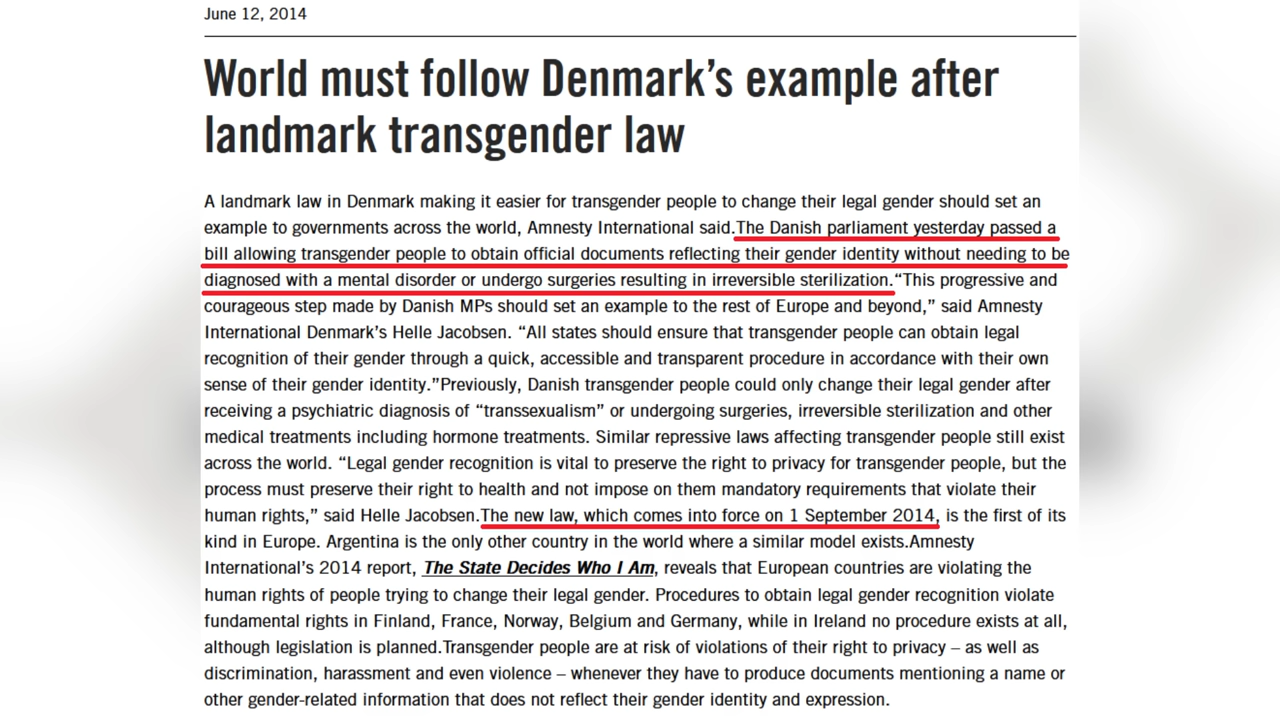 June 12, 2014
World must follow Denmark's example after
landmark transgender law
A landmark law in Denmark making it easier for transgender people to change their legal gender should set an
example to governments across the world, Amnesty International said.The Danish parliament yesterday passed a
bill allowing transgender people to obtain official documents reflecting their gender identity without needing to be
diagnosed with a mental disorder or undergo surgeries resulting in irreversible sterilization.“This progressive and
courageous step made by Danish MPs should set an example to the rest of Europe and beyond,” said Amnesty
International Denmark's Helle Jacobsen. “All states should ensure that transgender people can obtain legal
recognition of their gender through a quick, accessible and transparent procedure in accordance with their own
sense of their gender identity.”Previously, Danish transgender people could only change their legal gender after
receiving a psychiatric diagnosis of “transsexualism” or undergoing surgeries, irreversible sterilization and other
medical treatments including hormone treatments. Similar repressive laws affecting transgender people still exist
across the world. “Legal gender recognition is vital to preserve the right to privacy for transgender people, but the
process must preserve their right to health and not impose on them mandatory requirements that violate their
human rights,” said Helle Jacobsen.The new law, which comes into force on 1 September 2014, is the first of its
kind in Europe. Argentina is the only other country in the world where a similar model exists.Amnesty
International's 2014 report, The State Decides Who I Am, reveals that European countries are violating the
human rights of people trying to change their legal gender. Procedures to obtain legal gender recognition violate
fundamental rights in Finland, France, Norway, Belgium and Germany, while in Ireland no procedure exists at all,
although legislation is planned.Transgender people are at risk of violations of their right to privacy – as well as
discrimination, harassment and even violence – whenever they have to produce documents mentioning a name or
other gender-related information that does not reflect their gender identity and expression.